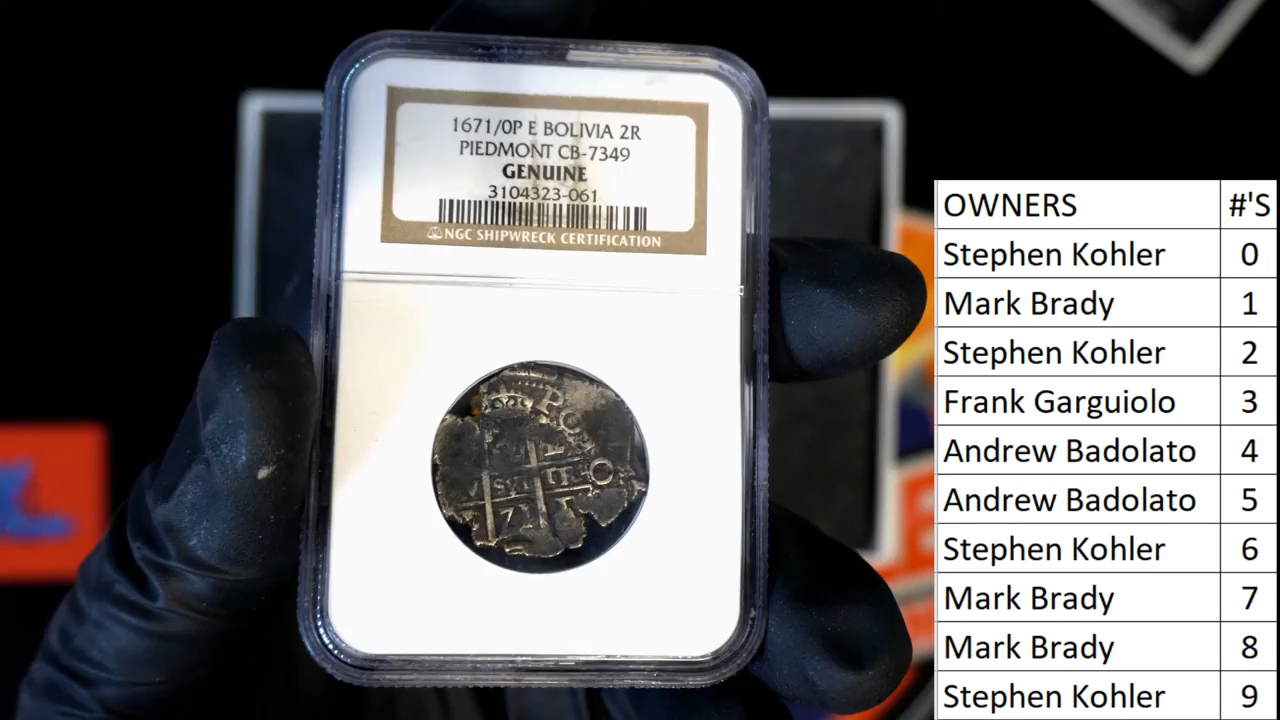 1671/0P E BOLIVIA 2R
PIEDMONT CB-7349
GENUINE
3104323-061
NGC SHIPWRECK CERTIFICATION
OWNERS #'S
Stephen Kohler 0
Mark Brady 1
Stephen Kohler 2
Frank Garguiolo 3
Andrew Badolato 4
Andrew Badolato 5
Stephen Kohler 6
Mark Brady 7
Mark Brady 8
Stephen Kohler 9